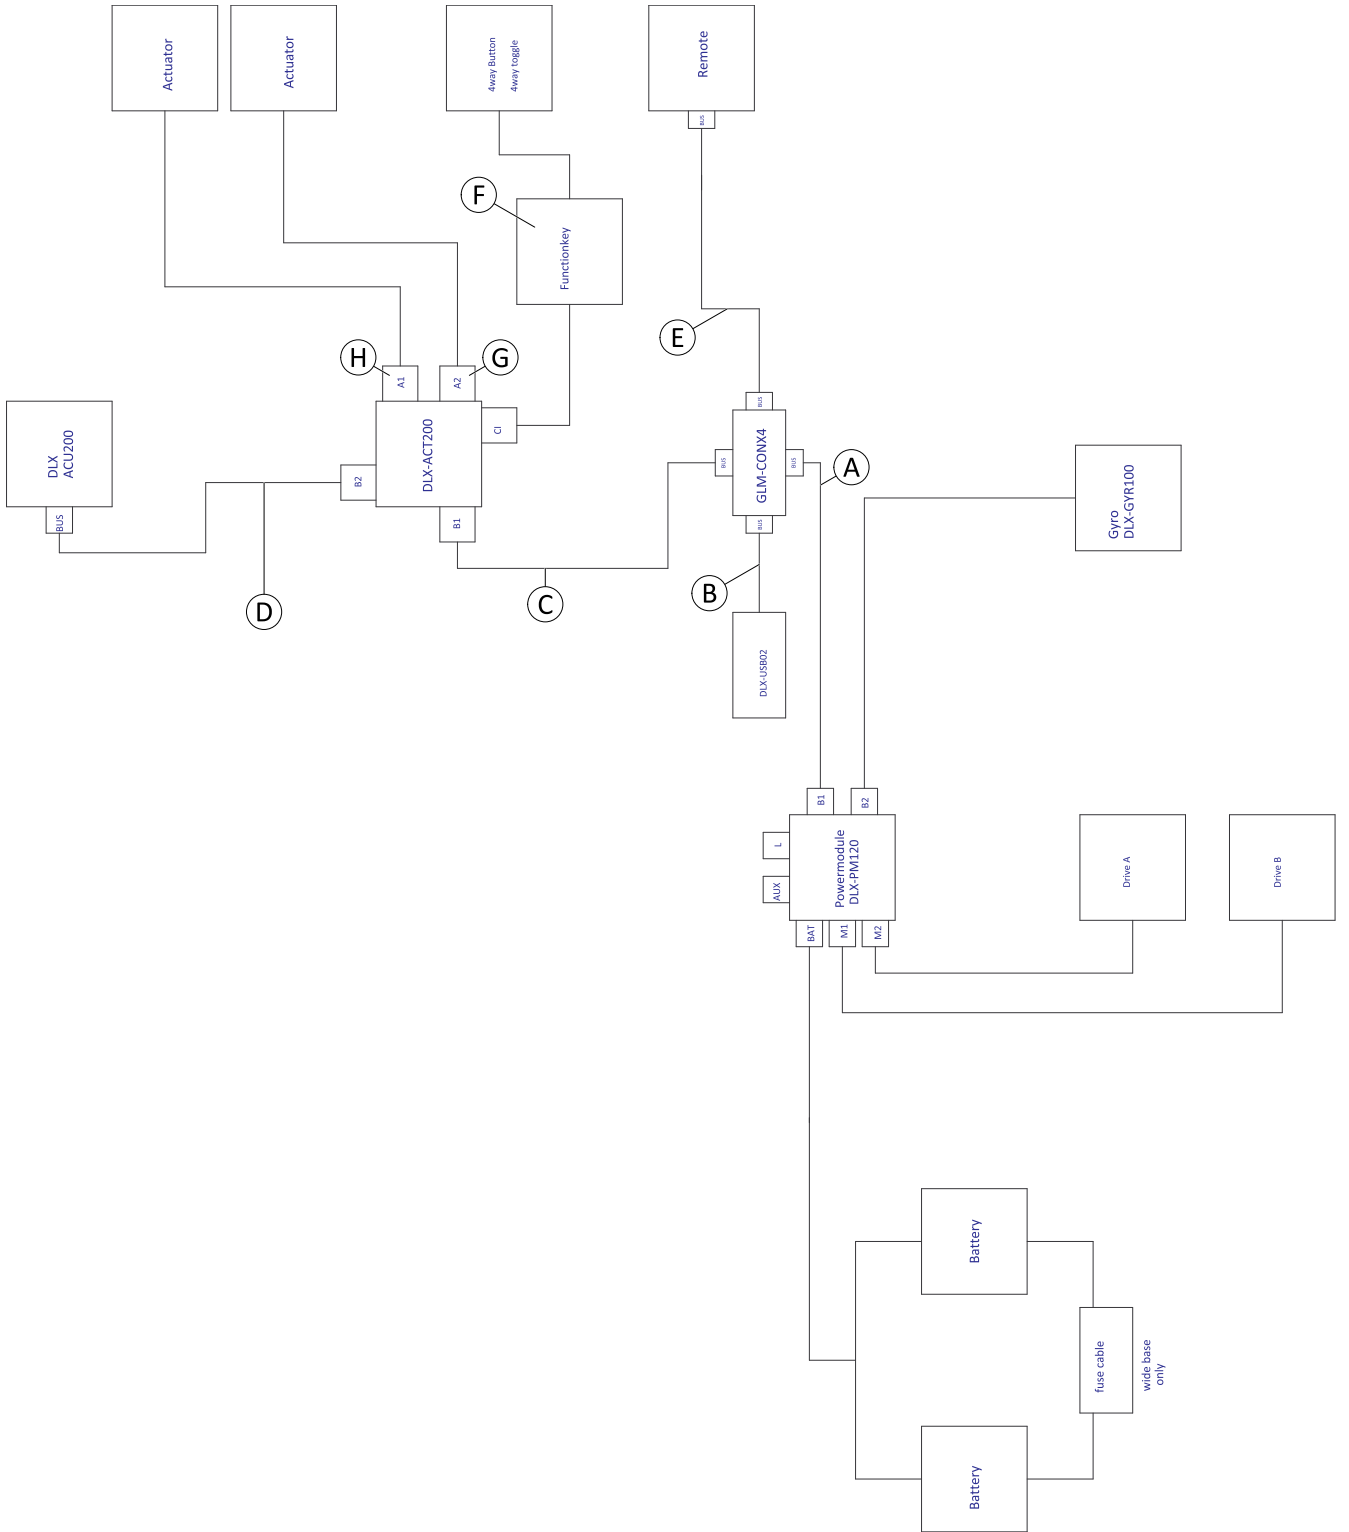 Actuator
Actuator
4way Button
4way toggle
Remote
BUS
F
Functionkey
E
H
G
A1
A2
CI
DLX
ACU200
BUS
DLX-ACT200
B2
B1
BUS
BUS
GLM-CONX4
BUS
BUS
A
Gyro
DLX-GYR100
D
C
B
DLX-USB02
B1
B2
L
AUX
Powermodule
DLX-PM120
BAT
M1
M2
Drive A
Drive B
Battery
fuse cable
wide base
only
Battery